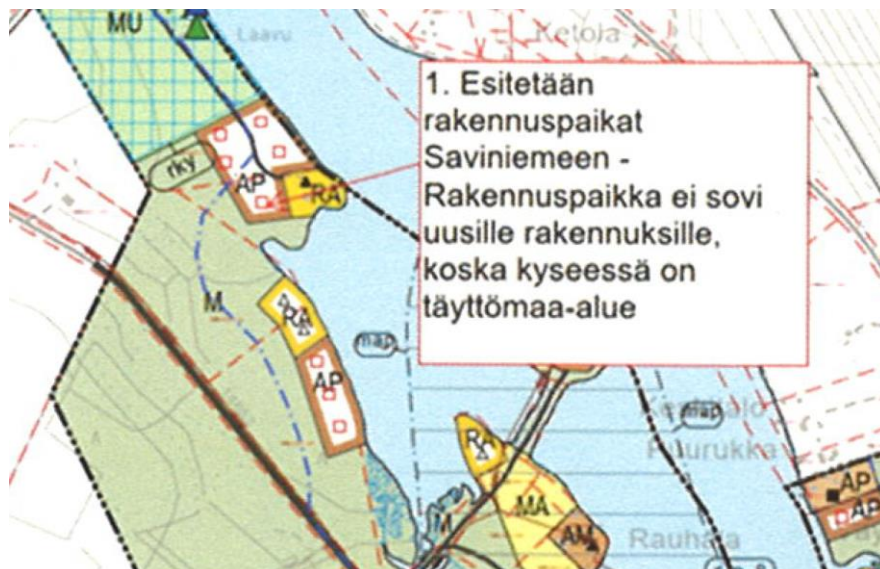 MU
Laavu
Ketola
1. Esitetään
rakennuspaikat
Saviniemeen -
Rakennuspaikka ei sovi
uusille rakennuksille,
koska kyseessä on
täyttömaa-alue
rky
AP
RA
M
RA
map
AP
map
Puurukka
RA
AP
MA
AP
M
AM
Rauhala